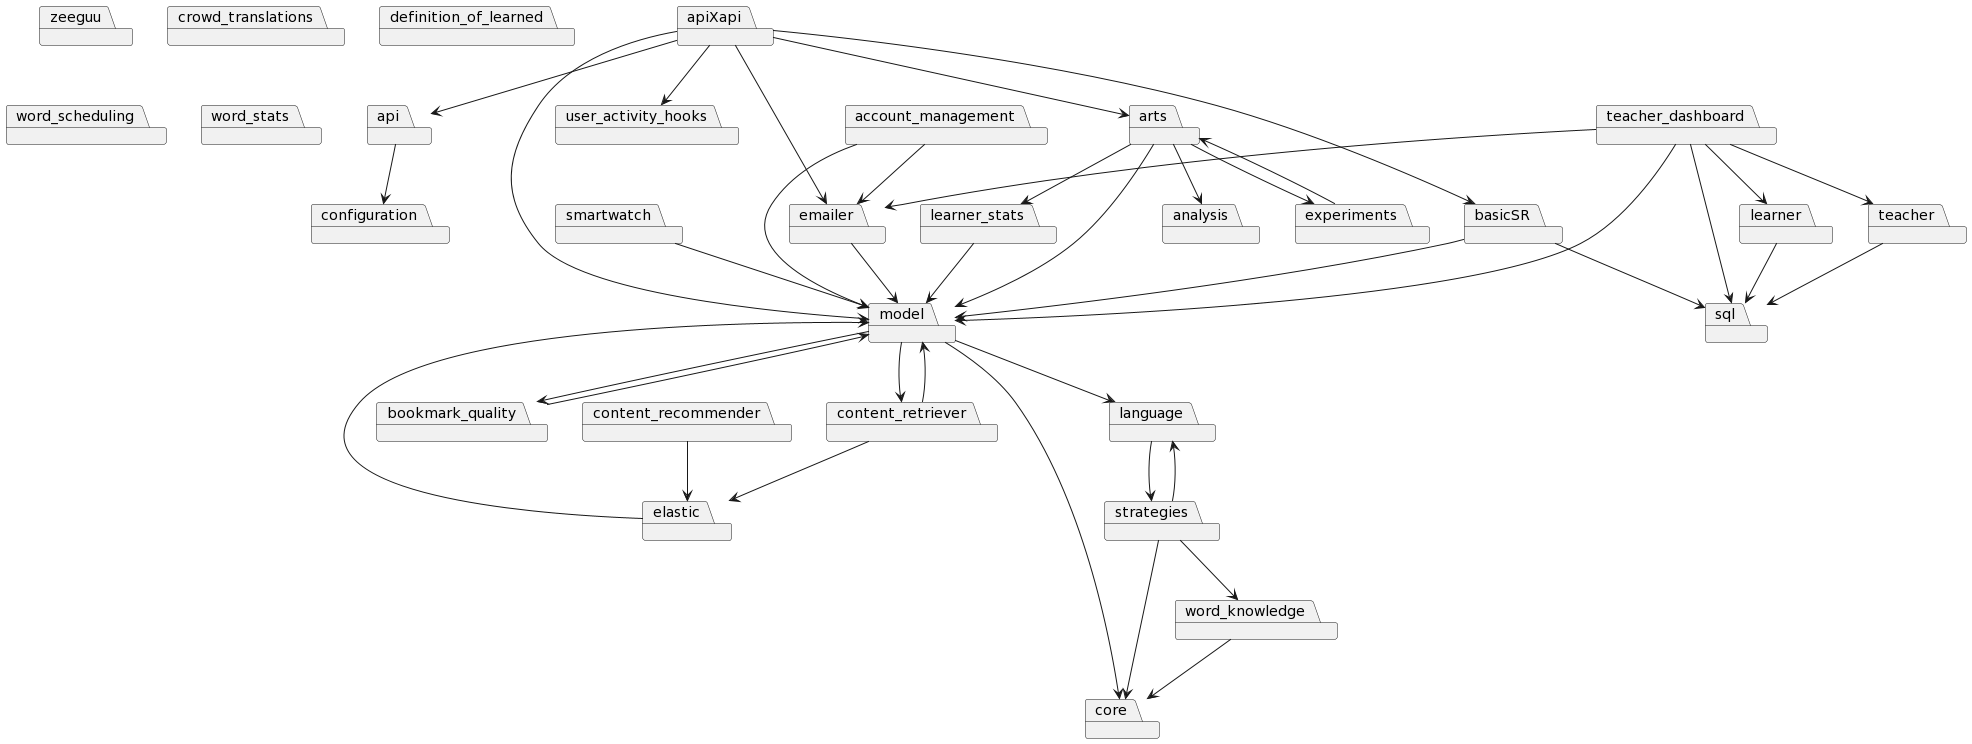 zeeguu
crowd_translations
definition_of_learned
apiXapi
word_scheduling
word_stats
api
user_activity_hooks
account_management
arts
teacher_dashboard
configuration
smartwatch
emailer
learner_stats
analysis
experiments
basicSR
learner
teacher
model
sql
bookmark_quality
content_recommender
content_retriever
language
elastic
strategies
word_knowledge
core